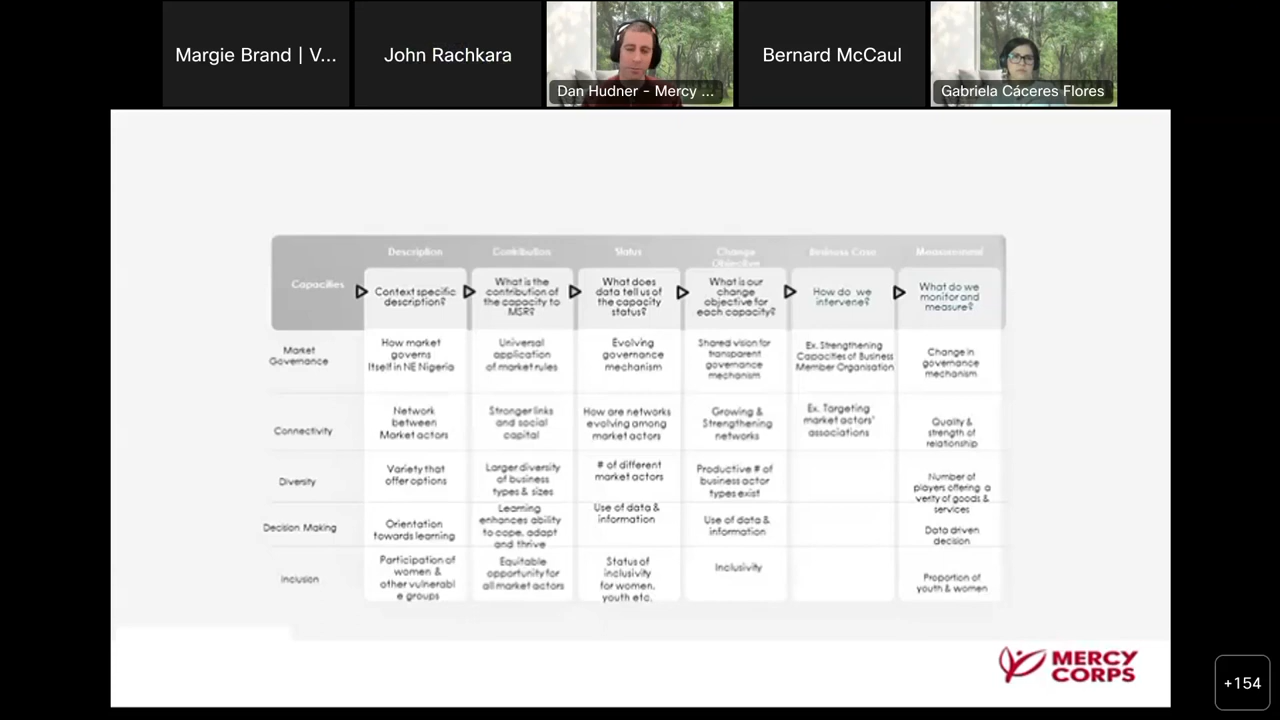 Margie Brand | V...
John Rachkara
Dan Hudner - Mercy ...
Bernard McCaul
Gabriela Cáceres Flores
Description
Contribution
Status
Change
Objective
Business Case
Measurement
Capacities
Context specific
description?
What is the
contribution of
the capacity to
MSR?
What does
data tell us of
the capacity
status?
What is our
change
objective for
each capacity?
How do we
intervene?
What do we
monitor and
measure?
Market
Governance
How market
governs
Itself in NE Nigeria
Universal
application
of market rules
Evolving
governance
mechanism
Shared vision for
transparent
governance
mechanism
Ex. Strengthening
Capacities of Business
Member Organisation
Change in
governance
mechanism
Connectivity
Network
between
Market actors
Stronger links
and social
capital
How are networks
evolving among
market actors
Growing &
Strengthening
networks
Ex. Targeting
market actors'
associations
Quality &
strength of
relationship
Diversity
Variety that
offer options
Larger diversity
of business
types & sizes
# of different
market actors
Productive # of
business actor
types exist
Number of
players offering a
verity of goods &
services
Decision Making
Orientation
towards learning
Learning
enhances ability
to cope, adapt
and thrive
Use of data &
information
Use of data &
information
Data driven
decision
Inclusion
Participation of
women &
other vulnerabl
e groups
Equitable
opportunity for
all market actors
Status of
inclusivity
for women,
youth etc.
Inclusivity
Proportion of
youth & women
MERCY
CORPS
+154